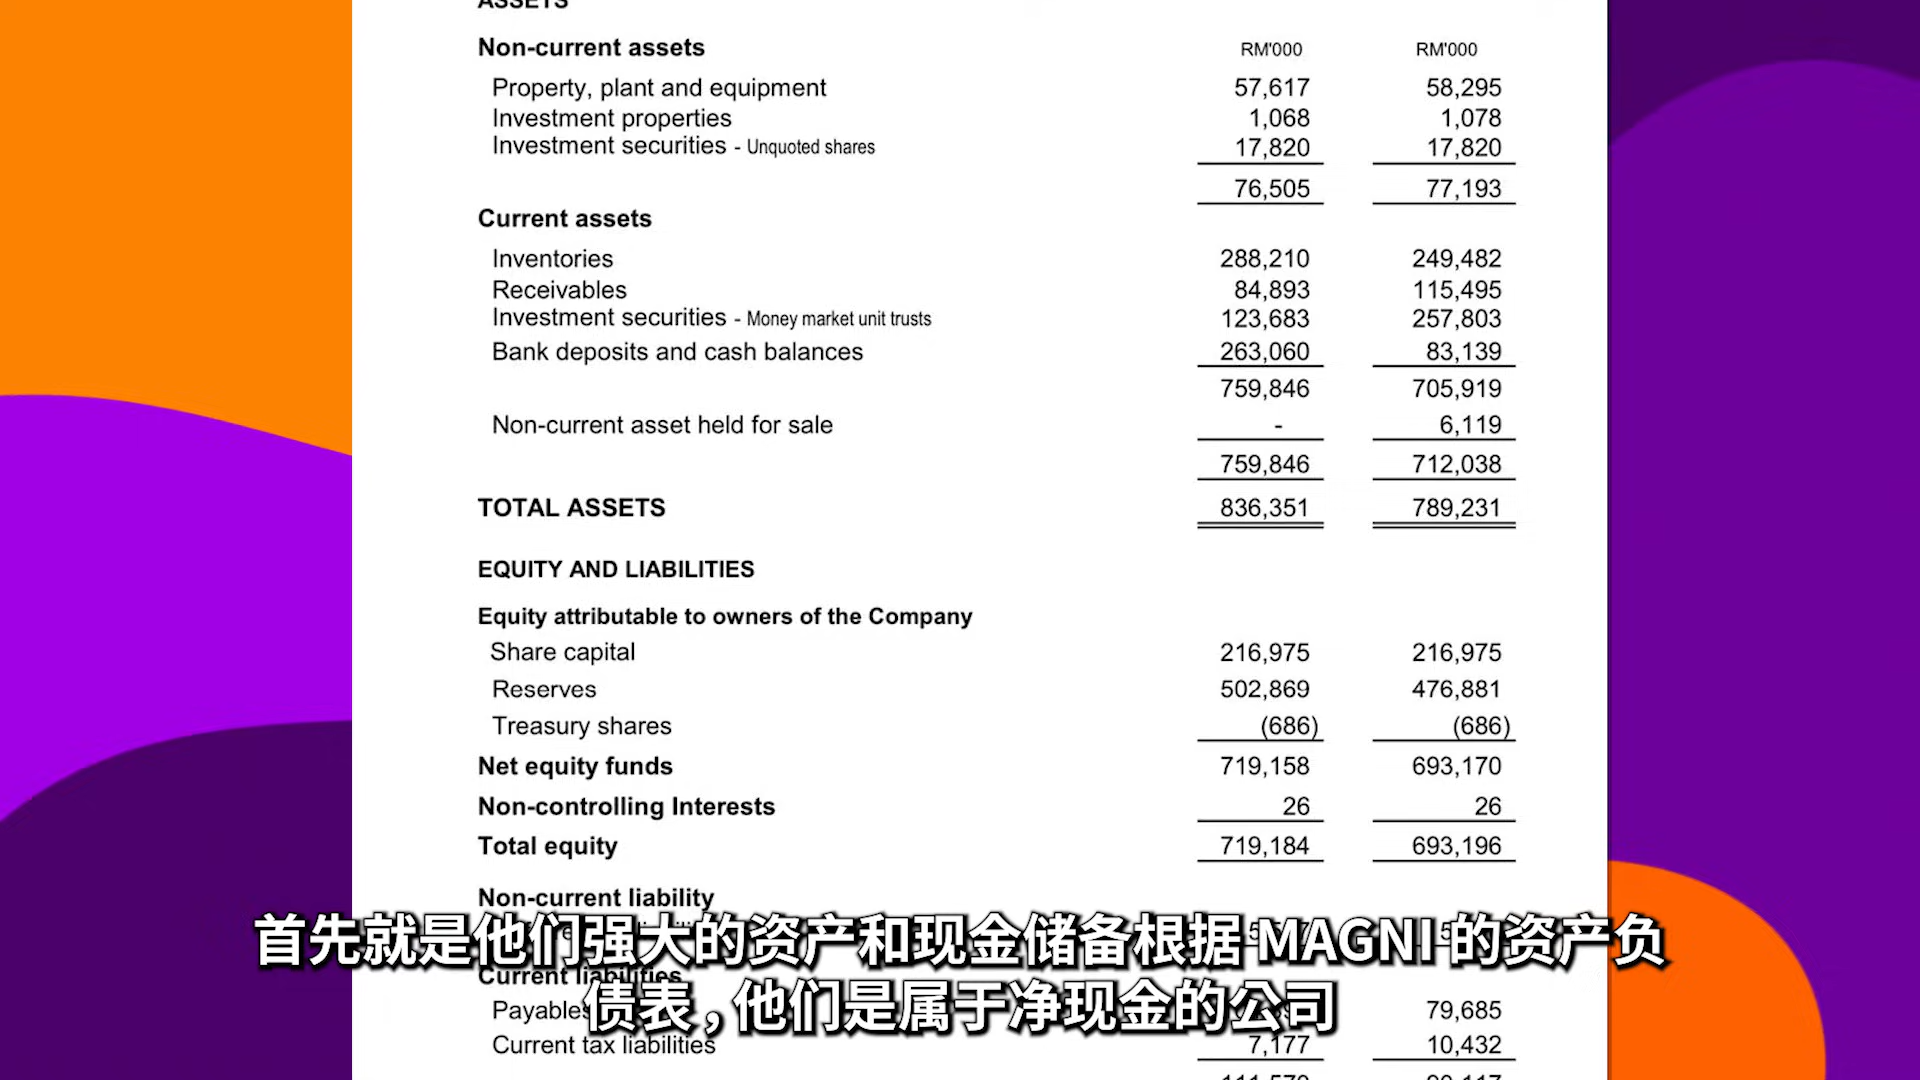 ASSETS
Non-current assets RM'000 RM'000
Property, plant and equipment 57,617 58,295
Investment properties 1,068 1,078
Investment securities - Unquoted shares 17,820 17,820
76,505 77,193
Current assets
Inventories 288,210 249,482
Receivables 84,893 115,495
Investment securities - Money market unit trusts 123,683 257,803
Bank deposits and cash balances 263,060 83,139
759,846 705,919
Non-current asset held for sale - 6,119
759,846 712,038
TOTAL ASSETS 836,351 789,231
EQUITY AND LIABILITIES
Equity attributable to owners of the Company
Share capital 216,975 216,975
Reserves 502,869 476,881
Treasury shares (686) (686)
Net equity funds 719,158 693,170
Non-controlling Interests 26 26
Total equity 719,184 693,196
Non-current liability
首先就是他们强大的资产和现金储备根据 MAGNI 的资产负
Current liabilities
债表，他们是属于净现金的公司
Payables 79,685
Current tax liabilities 7,177 10,432